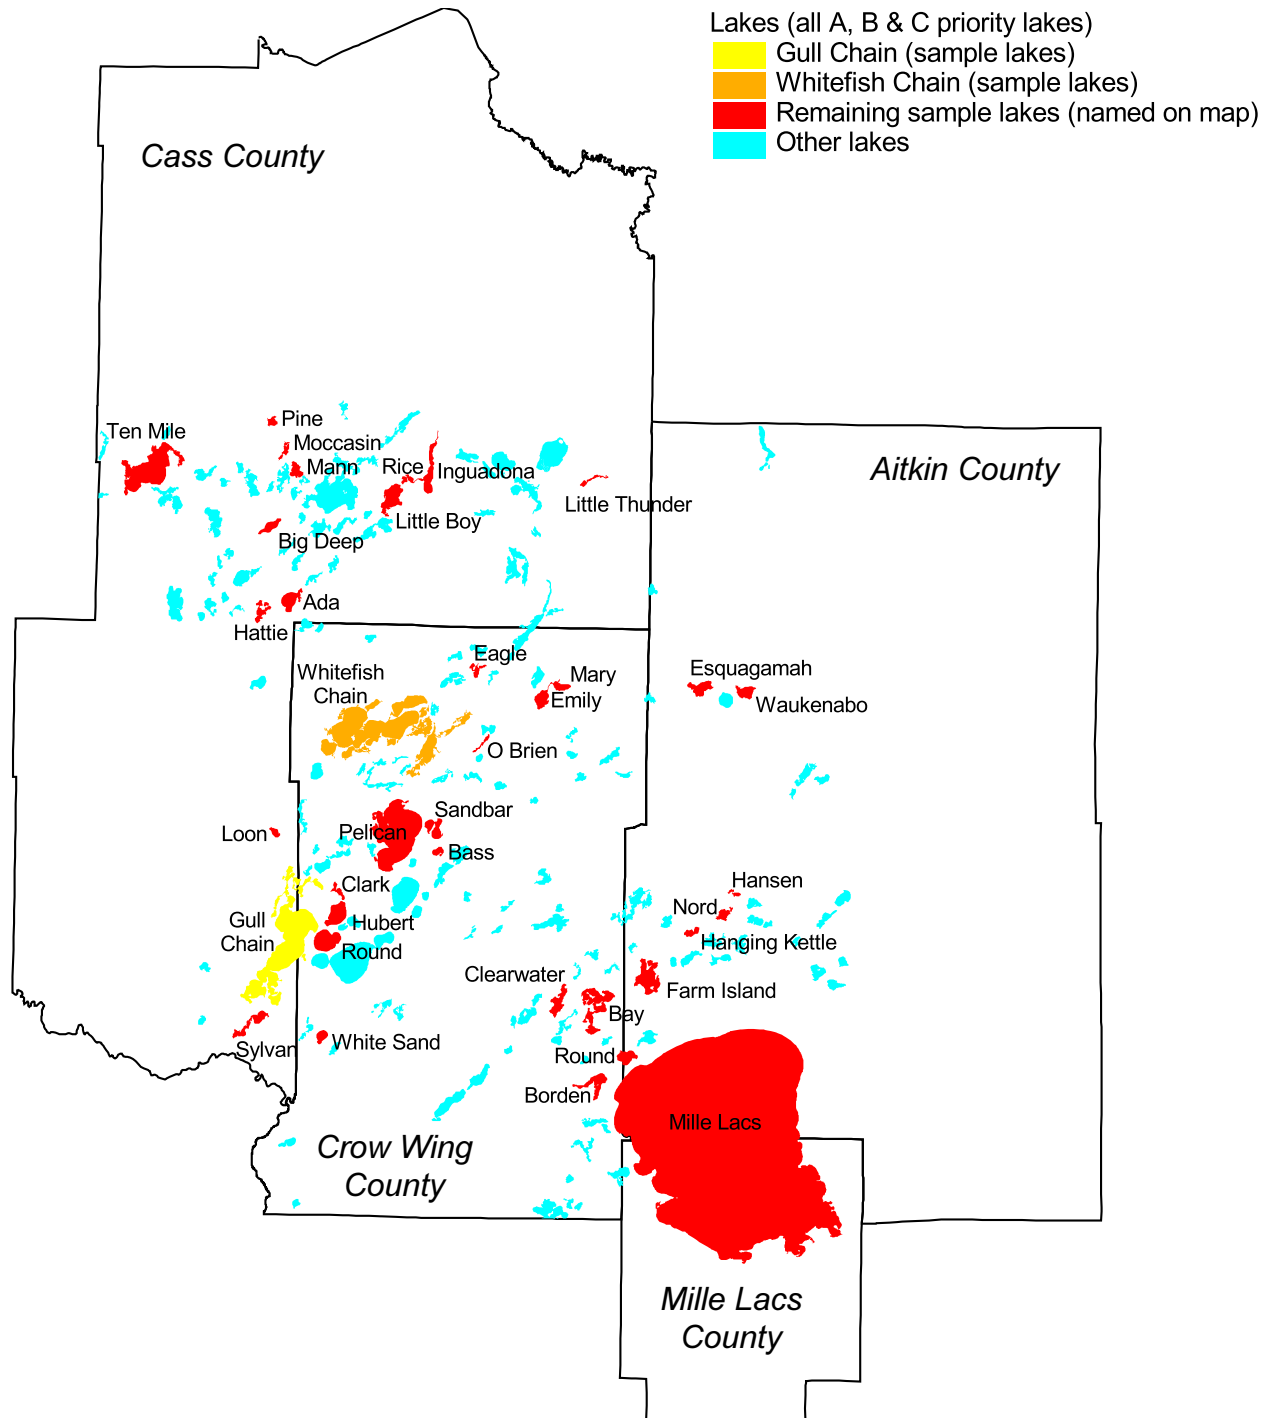 Lakes (all A, B & C priority lakes)
Gull Chain (sample lakes)
Whitefish Chain (sample lakes)
Remaining sample lakes (named on map)
Other lakes
Cass County
Aitkin County
Ten Mile
Pine
Moccasin
Mann
Rice
Inguadona
Little Thunder
Little Boy
Big Deep
Ada
Hattie
Eagle
Whitefish
Chain
Mary
Emily
Esquagamah
Waukenabo
O Brien
Sandbar
Loon
Pelican
Bass
Clark
Hansen
Nord
Gull
Chain
Hubert
Round
Hanging Kettle
Clearwater
Farm Island
Bay
Sylvan
White Sand
Round
Borden
Mille Lacs
Crow Wing
County
Mille Lacs
County